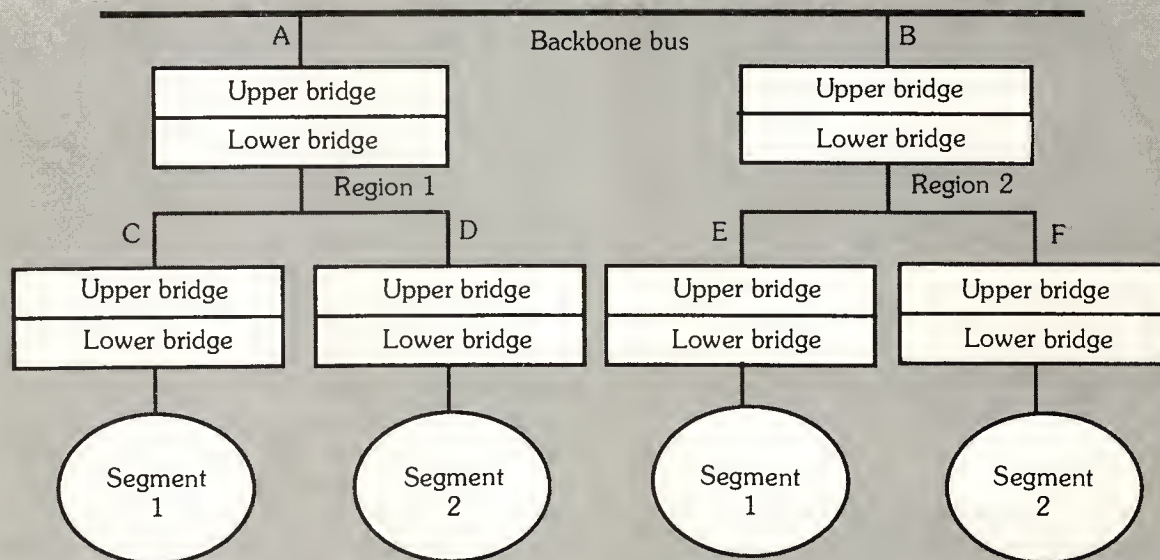 A
Backbone bus
B
Upper bridge
Upper bridge
Lower bridge
Lower bridge
Region 1
Region 2
C
D
E
F
Upper bridge
Upper bridge
Upper bridge
Upper bridge
Lower bridge
Lower bridge
Lower bridge
Lower bridge
Segment
1
Segment
2
Segment
1
Segment
2